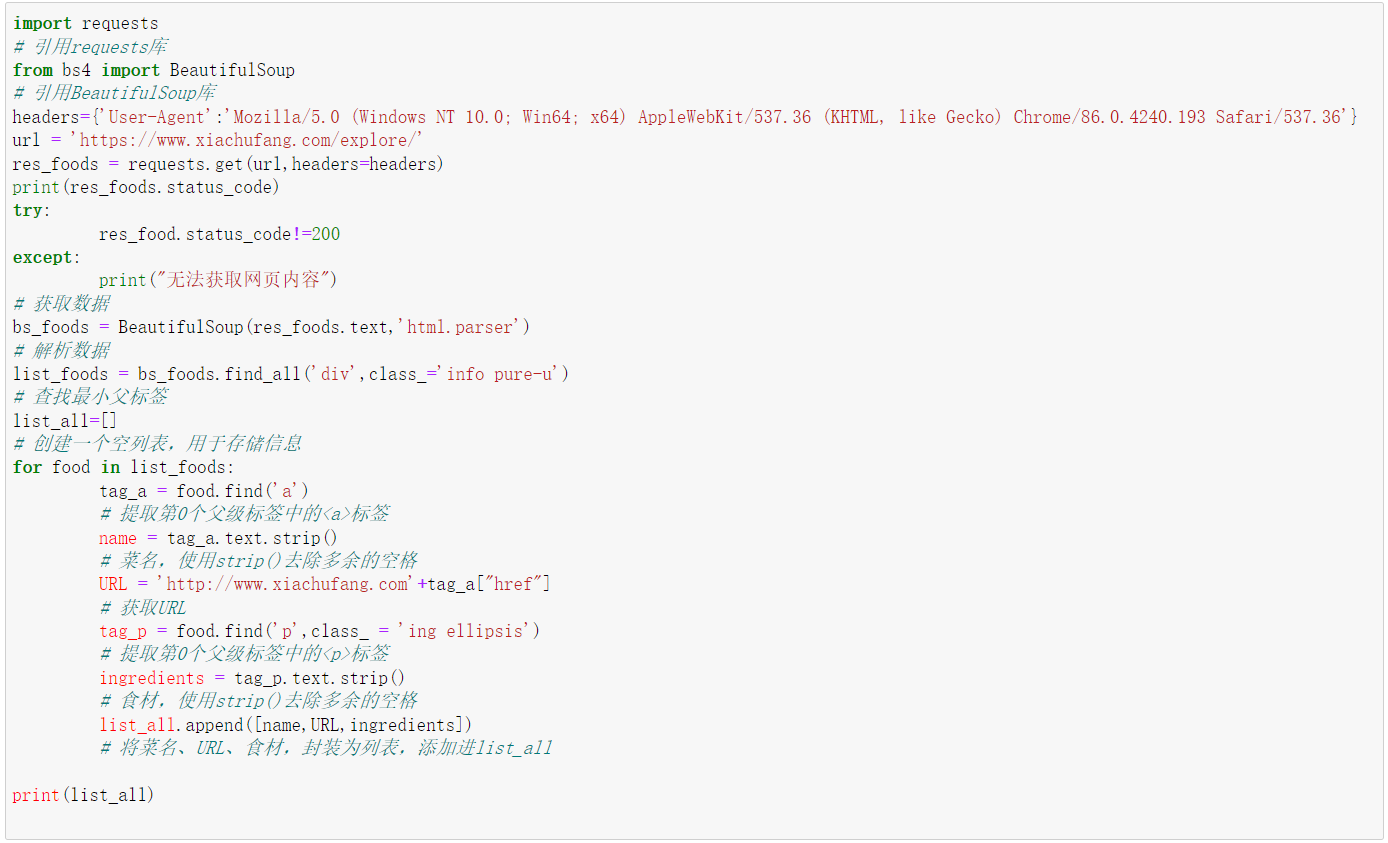 import requests
# 引用requests库
from bs4 import BeautifulSoup
# 引用BeautifulSoup库
headers={'User-Agent':'Mozilla/5.0 (Windows NT 10.0; Win64; x64) AppleWebKit/537.36 (KHTML, like Gecko) Chrome/86.0.4240.193 Safari/537.36'}
url = 'https://www.xiachufang.com/explore/'
res_foods = requests.get(url,headers=headers)
print(res_foods.status_code)
try:
        res_food.status_code!=200
except:
        print("无法获取网页内容")
# 获取数据
bs_foods = BeautifulSoup(res_foods.text,'html.parser')
# 解析数据
list_foods = bs_foods.find_all('div',class_='info pure-u')
# 查找最小父标签
list_all=[]
# 创建一个空列表，用于存储信息
for food in list_foods:
        tag_a = food.find('a')
        # 提取第0个父级标签中的<a>标签
        name = tag_a.text.strip()
        # 菜名，使用strip()去除多余的空格
        URL = 'http://www.xiachufang.com'+tag_a["href"]
        # 获取URL
        tag_p = food.find('p',class_ = 'ing ellipsis')
        # 提取第0个父级标签中的<p>标签
        ingredients = tag_p.text.strip()
        # 食材，使用strip()去除多余的空格
        list_all.append([name,URL,ingredients])
        # 将菜名、URL、食材，封装为列表，添加进list_all
print(list_all)